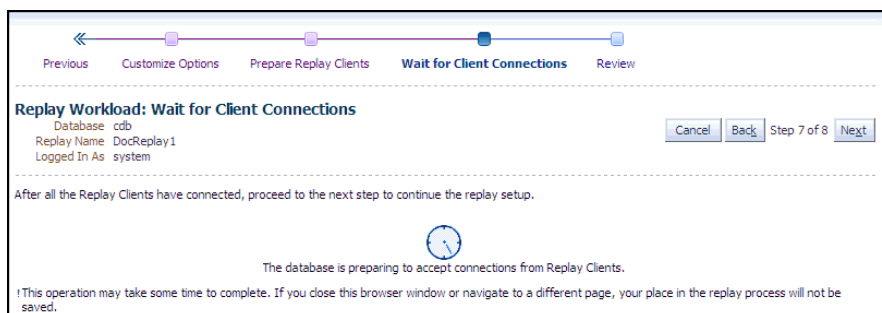 Previous Customize Options Prepare Replay Clients Wait for Client Connections Review
Replay Workload: Wait for Client Connections
Database cdb
Replay Name DocReplay1
Logged In As system
Cancel Back Step 7 of 8 Next
After all the Replay Clients have connected, proceed to the next step to continue the replay setup.
The database is preparing to accept connections from Replay Clients.
!This operation may take some time to complete. If you close this browser window or navigate to a different page, your place in the replay process will not be
saved.